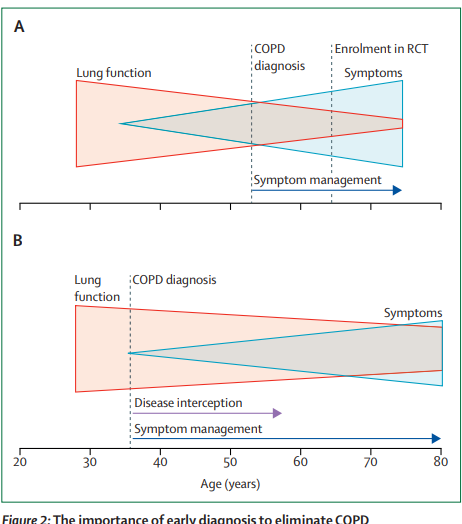 A
COPD diagnosis
Enrolment in RCT
Lung function
Symptoms
Symptom management
B
Lung function
COPD diagnosis
Symptoms
Disease interception
Symptom management
20 30 40 50 60 70 80
Age (years)
Figure 2: The importance of early diagnosis to eliminate COPD